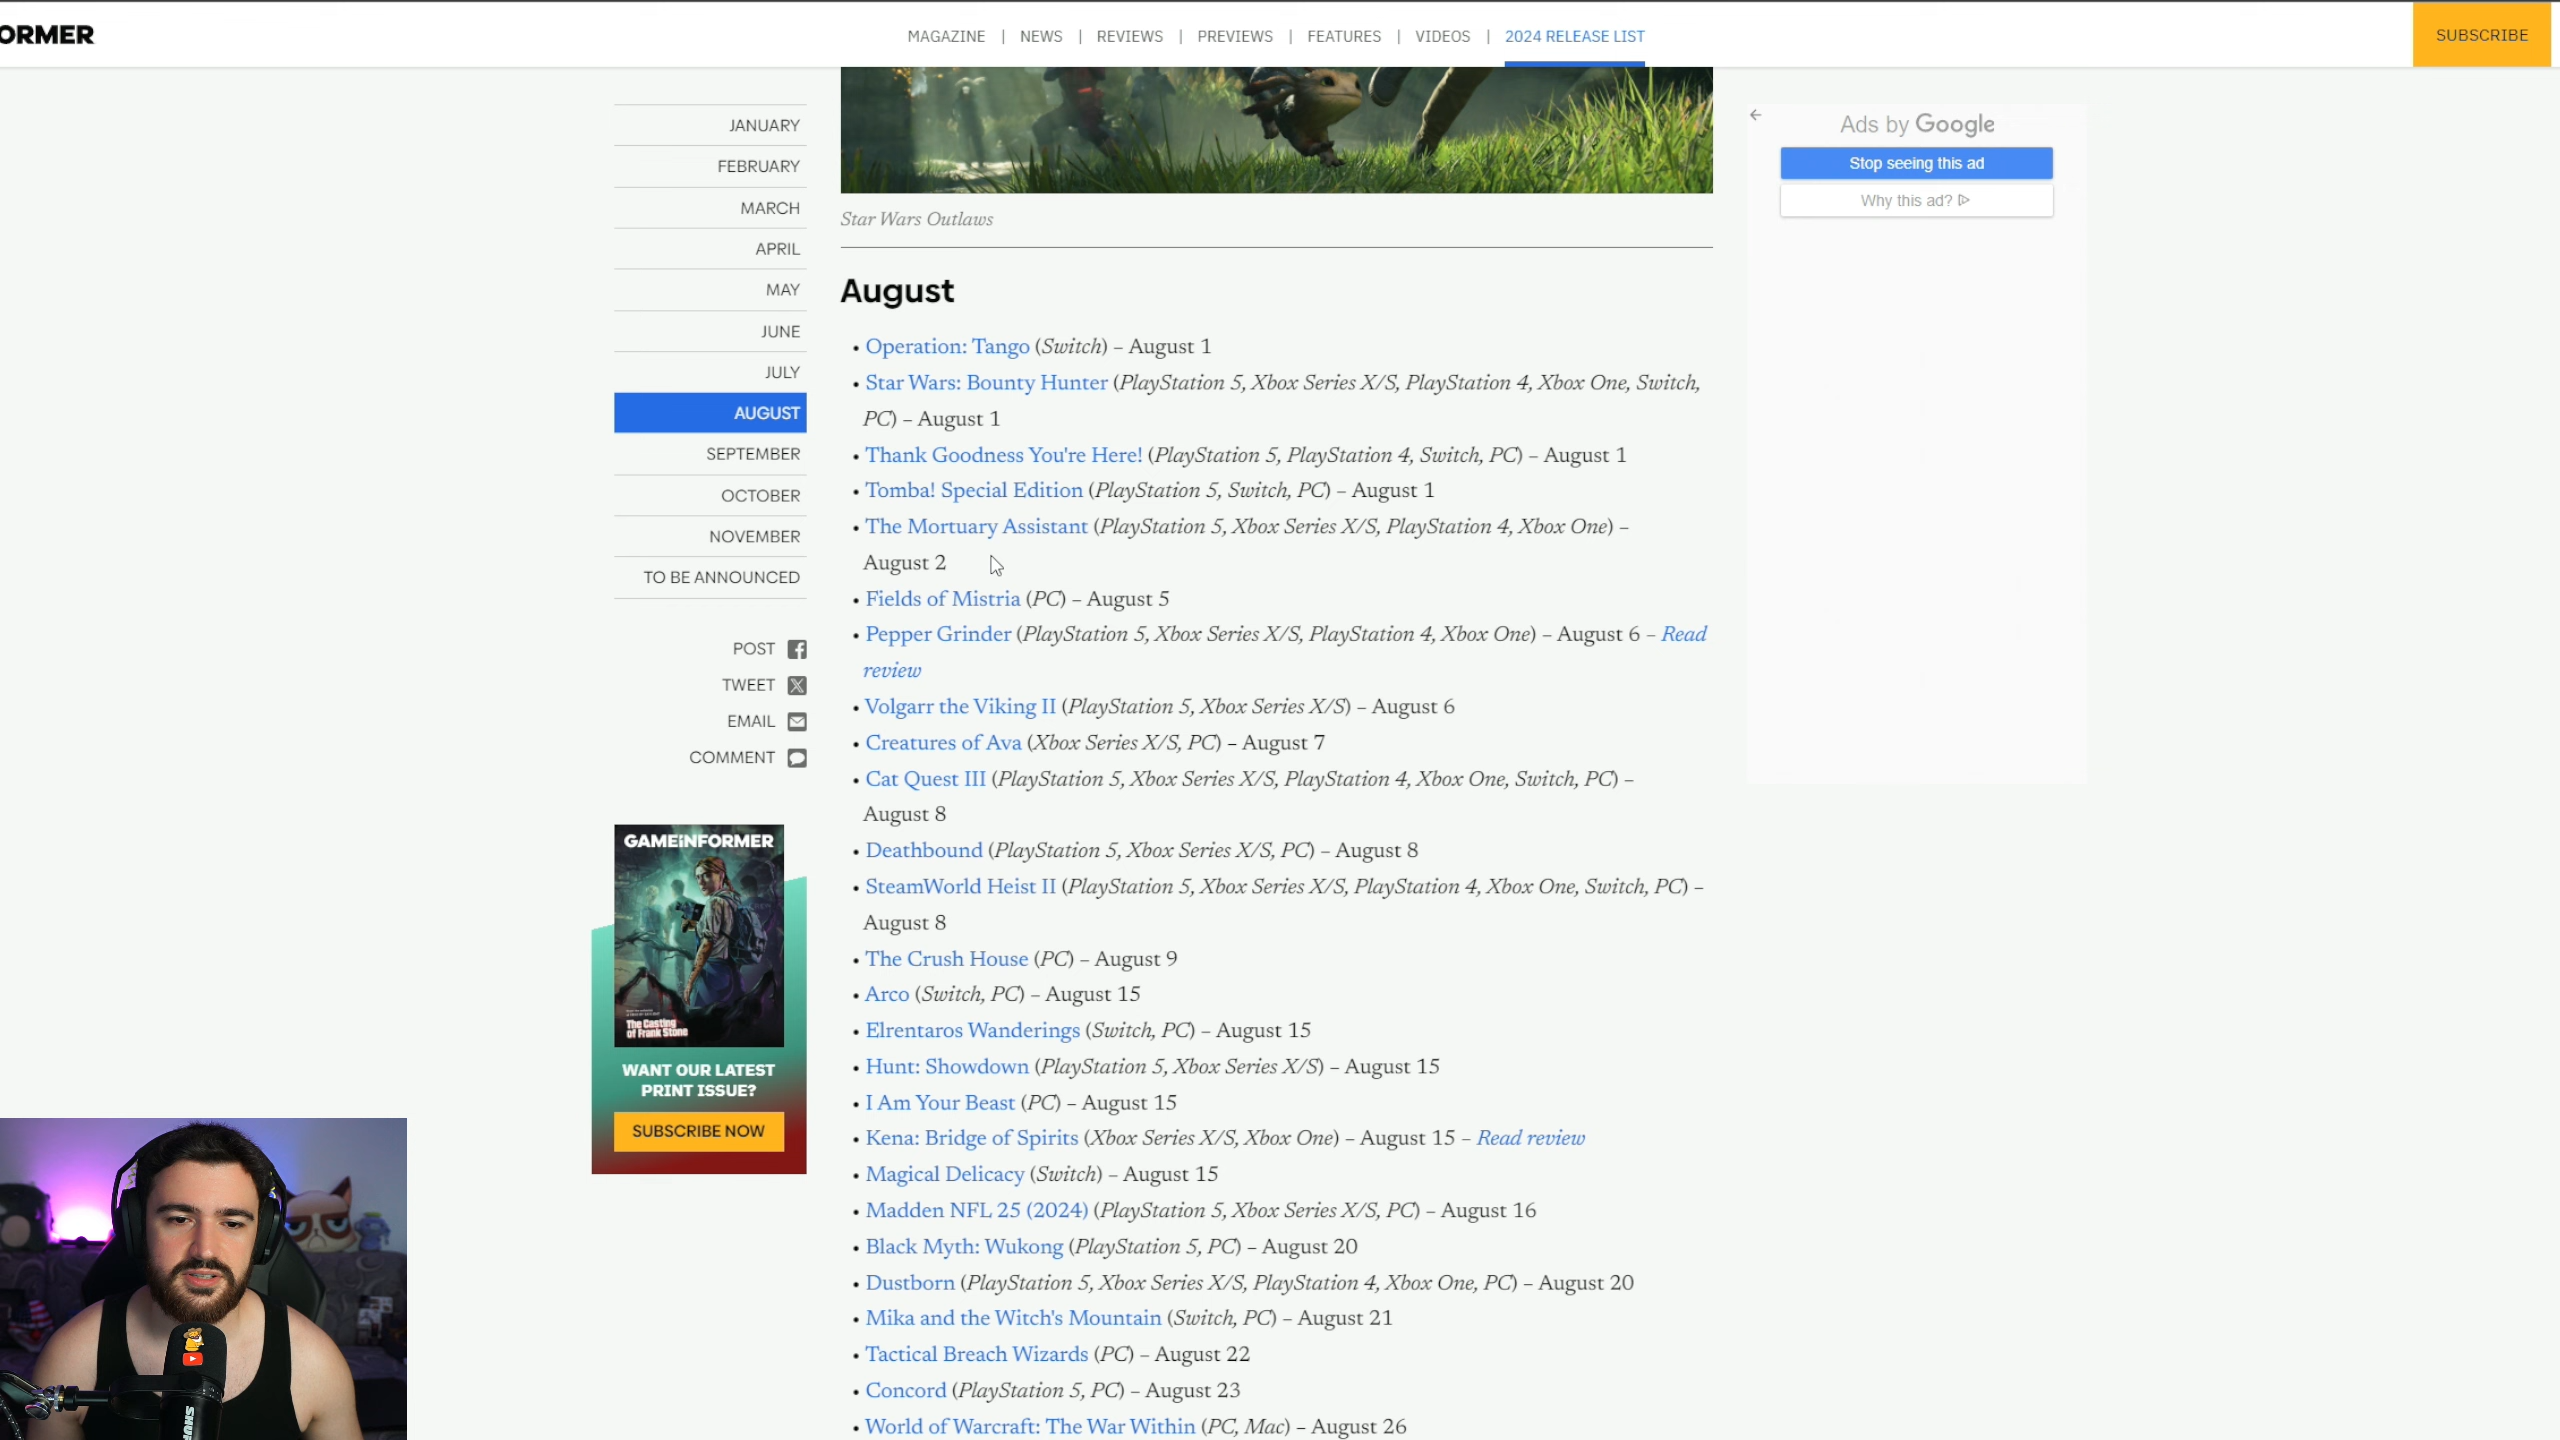 ORMER
MAGAZINE | NEWS | REVIEWS | PREVIEWS | FEATURES | VIDEOS | 2024 RELEASE LIST
SUBSCRIBE
JANUARY
FEBRUARY
MARCH
APRIL
MAY
JUNE
JULY
AUGUST
SEPTEMBER
OCTOBER
NOVEMBER
TO BE ANNOUNCED
POST
TWEET
EMAIL
COMMENT
GAMEINFORMER
The Casting
of Frank Stone
WANT OUR LATEST
PRINT ISSUE?
SUBSCRIBE NOW
Star Wars Outlaws
August
• Operation: Tango (Switch) – August 1
• Star Wars: Bounty Hunter (PlayStation 5, Xbox Series X/S, PlayStation 4, Xbox One, Switch,
PC) – August 1
• Thank Goodness You're Here! (PlayStation 5, PlayStation 4, Switch, PC) – August 1
• Tomba! Special Edition (PlayStation 5, Switch, PC) – August 1
• The Mortuary Assistant (PlayStation 5, Xbox Series X/S, PlayStation 4, Xbox One) –
August 2
• Fields of Mistria (PC) – August 5
• Pepper Grinder (PlayStation 5, Xbox Series X/S, PlayStation 4, Xbox One) – August 6 – Read
review
• Volgarr the Viking II (PlayStation 5, Xbox Series X/S) – August 6
• Creatures of Ava (Xbox Series X/S, PC) – August 7
• Cat Quest III (PlayStation 5, Xbox Series X/S, PlayStation 4, Xbox One, Switch, PC) –
August 8
• Deathbound (PlayStation 5, Xbox Series X/S, PC) – August 8
• SteamWorld Heist II (PlayStation 5, Xbox Series X/S, PlayStation 4, Xbox One, Switch, PC) –
August 8
• The Crush House (PC) – August 9
• Arco (Switch, PC) – August 15
• Elrentaros Wanderings (Switch, PC) – August 15
• Hunt: Showdown (PlayStation 5, Xbox Series X/S) – August 15
• I Am Your Beast (PC) – August 15
• Kena: Bridge of Spirits (Xbox Series X/S, Xbox One) – August 15 – Read review
• Magical Delicacy (Switch) – August 15
• Madden NFL 25 (2024) (PlayStation 5, Xbox Series X/S, PC) – August 16
• Black Myth: Wukong (PlayStation 5, PC) – August 20
• Dustborn (PlayStation 5, Xbox Series X/S, PlayStation 4, Xbox One, PC) – August 20
• Mika and the Witch's Mountain (Switch, PC) – August 21
• Tactical Breach Wizards (PC) – August 22
• Concord (PlayStation 5, PC) – August 23
• World of Warcraft: The War Within (PC, Mac) – August 26
Ads by Google
Stop seeing this ad
Why this ad?